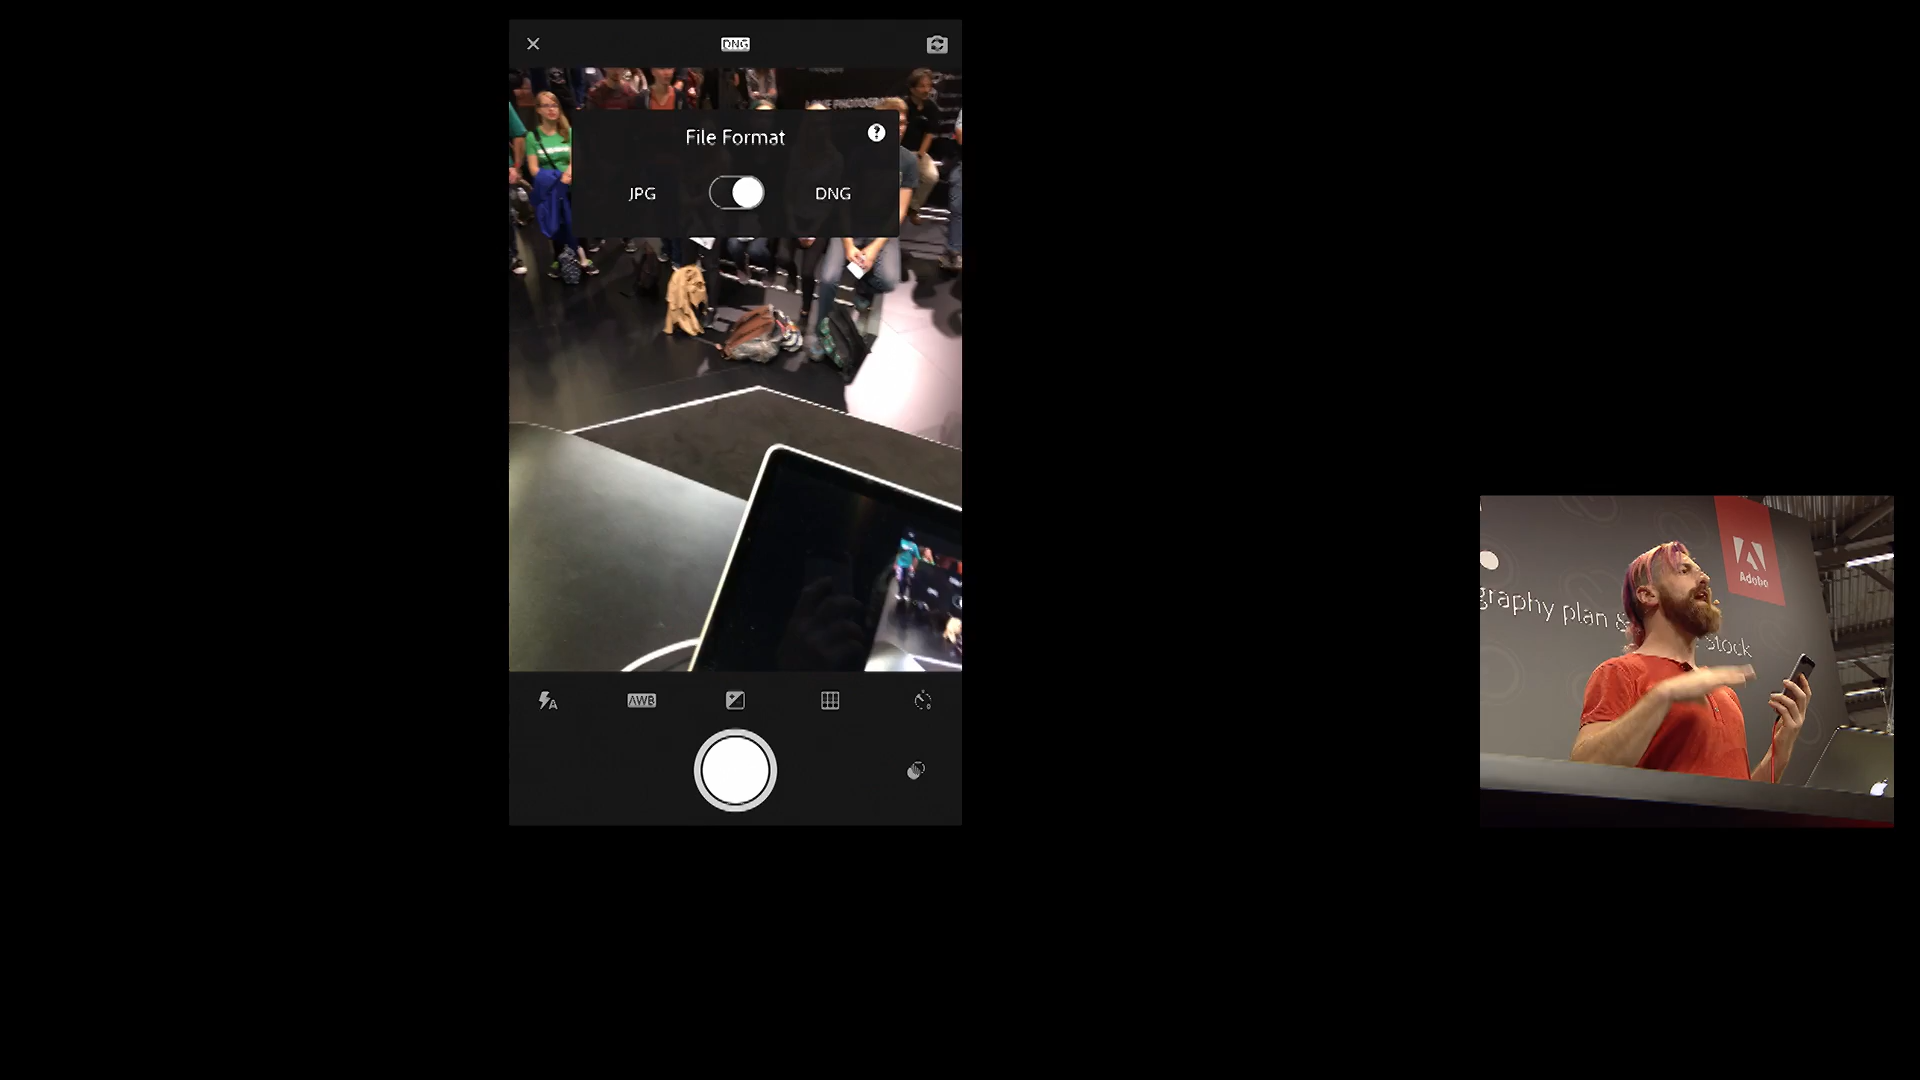 DNG
File Format
?
JPG
DNG
AWB
Adobe
graphy plan &
stock